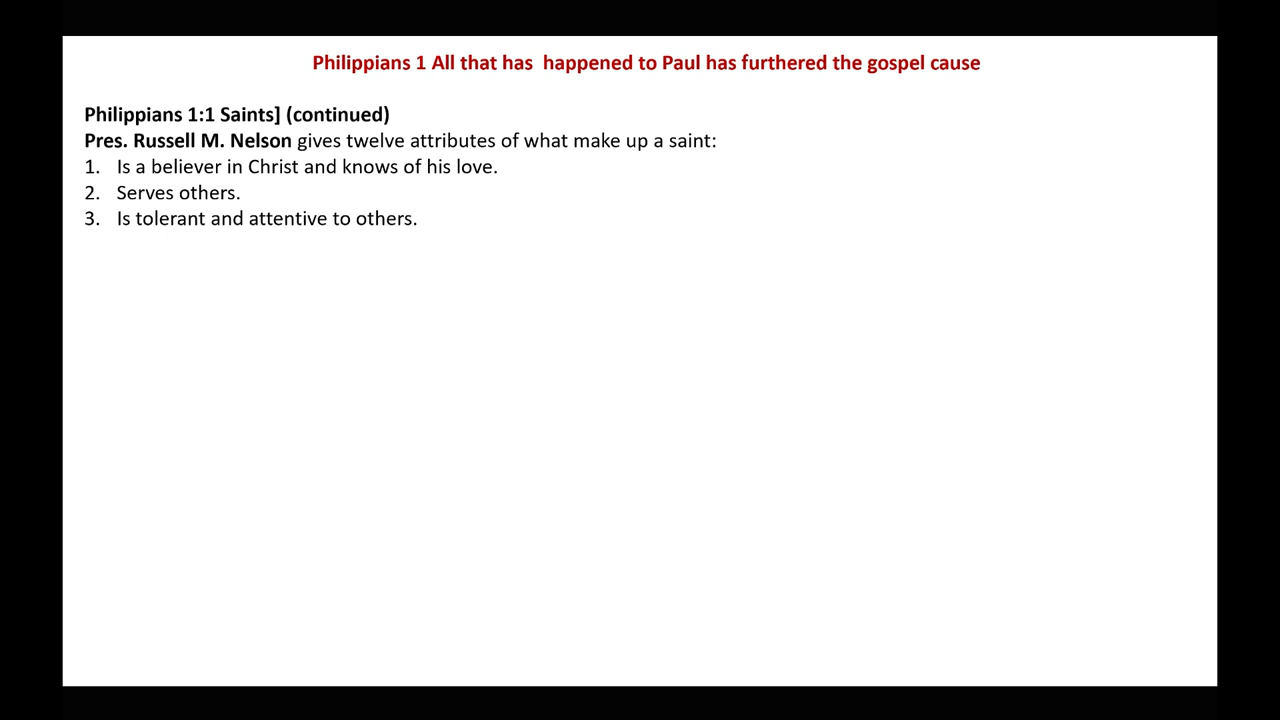 Philippians 1 All that has  happened to Paul has furthered the gospel cause
Philippians 1:1 Saints] (continued)
Pres. Russell M. Nelson gives twelve attributes of what make up a saint:
1. Is a believer in Christ and knows of his love.
2. Serves others.
3. Is tolerant and attentive to others.